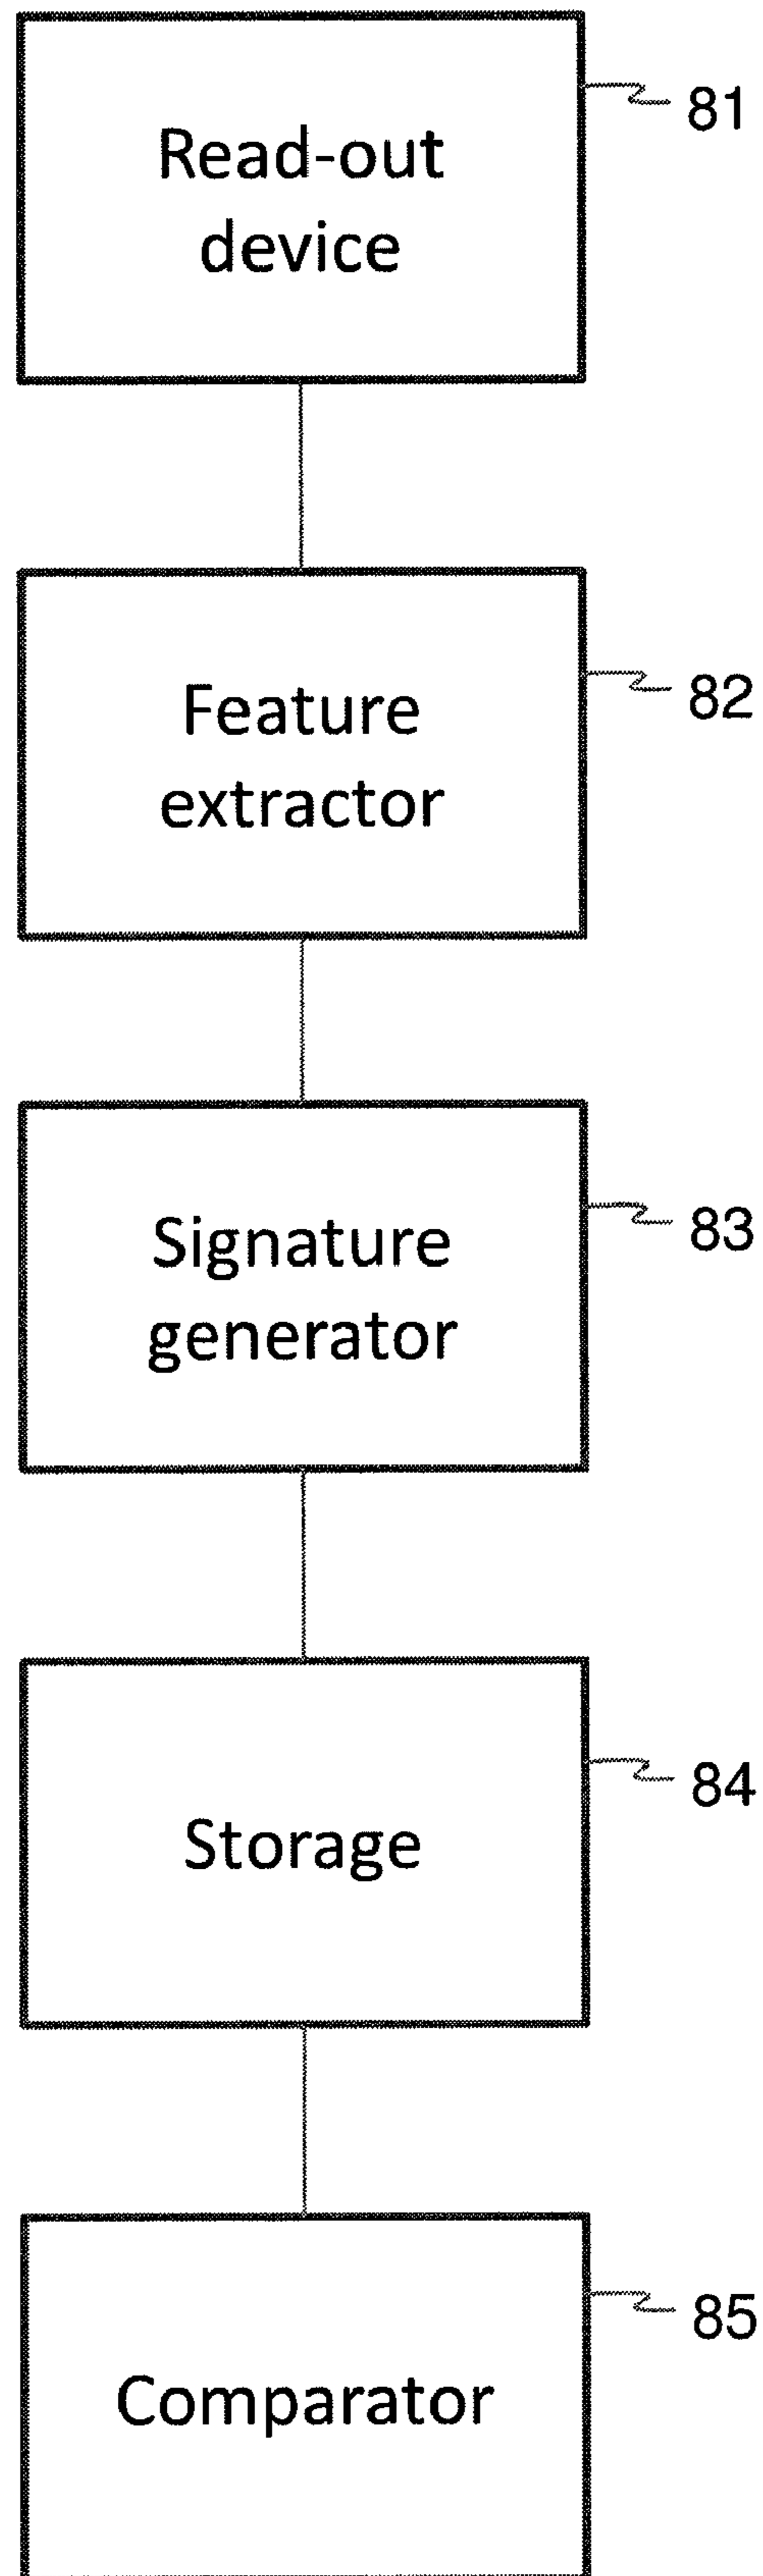 Read-out
device
81
Feature
extractor
82
Signature
generator
83
Storage
84
Comparator
85